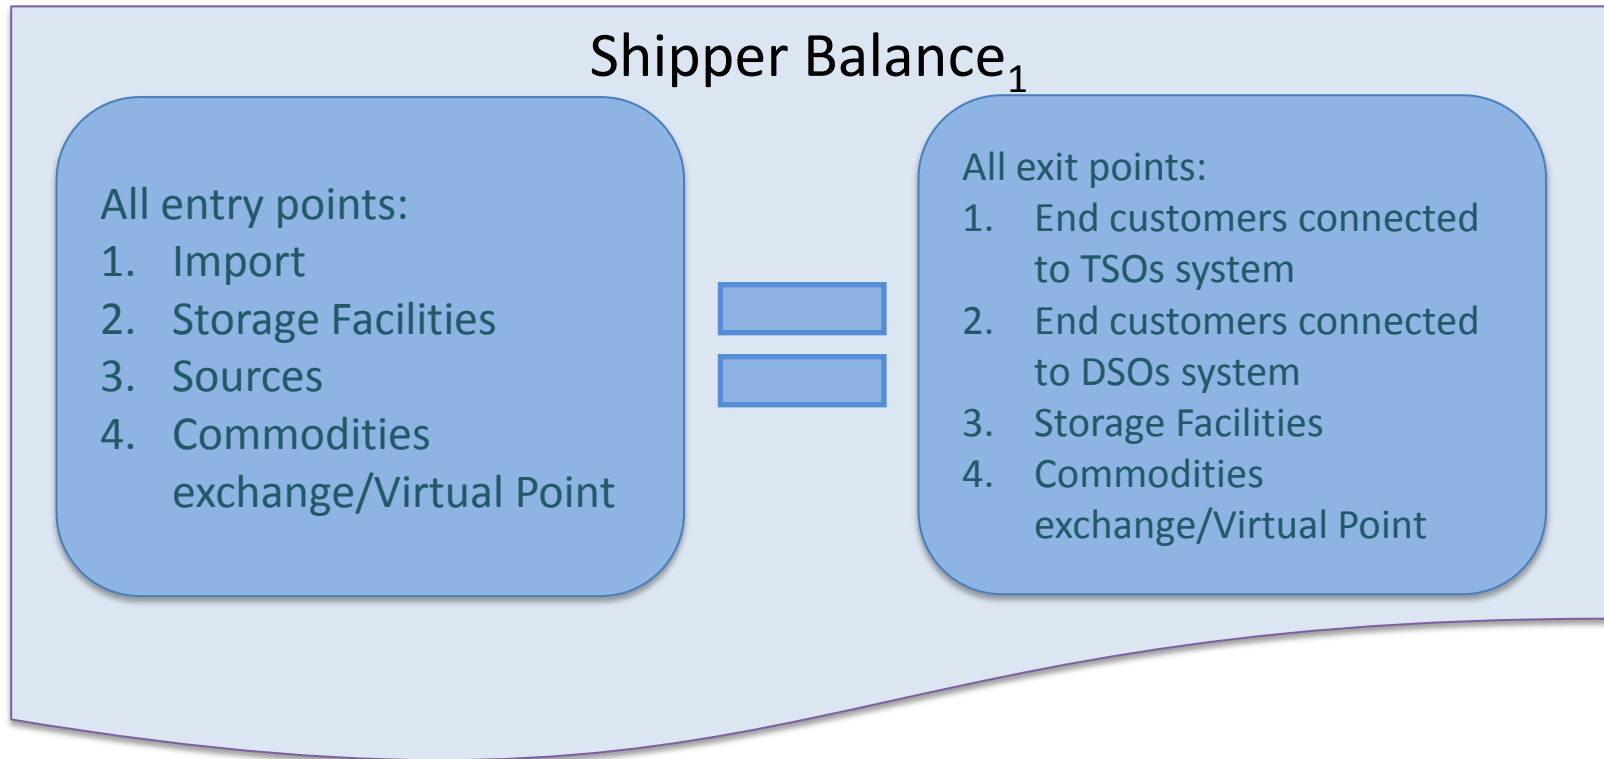 Shipper Balance1
All entry points:
1. Import
2. Storage Facilities
3. Sources
4. Commodities
exchange/Virtual Point
All exit points:
1. End customers connected
to TSOs system
2. End customers connected
to DSOs system
3. Storage Facilities
4. Commodities
exchange/Virtual Point